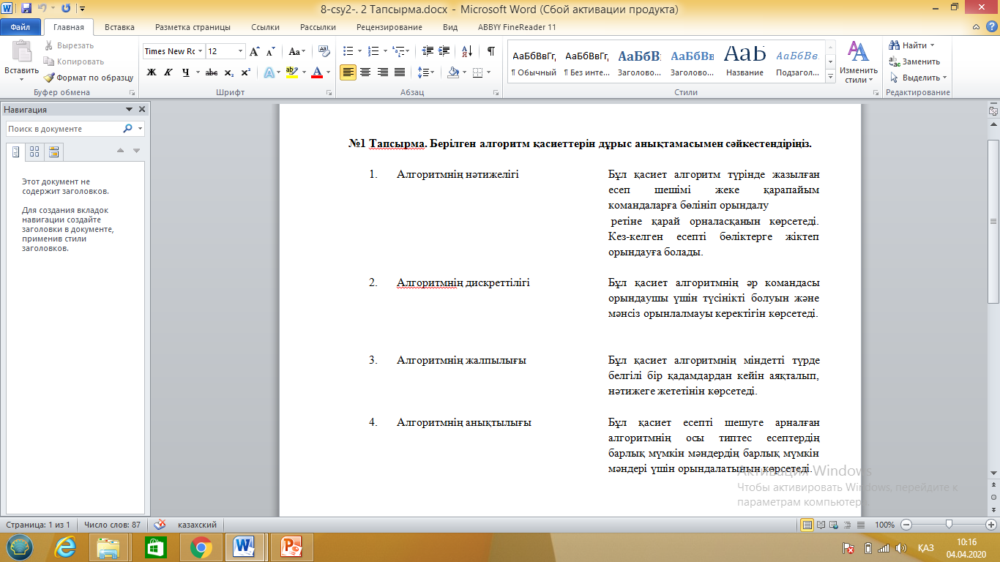 8-csy2-. 2 Тапсырма.docx - Microsoft Word (Сбой активации продукта)
Файл Главная Вставка Разметка страницы Ссылки Рассылки Рецензирование Вид ABBYY FineReader 11
Вставить
Вырезать
Копировать
Формат по образцу
Буфер обмена
Times New Ro 12
Ж К Ч abc x₂ x² A A
Шрифт
Абзац
АаБбВвГг, АаБбВвГг, АаБбВ АаБбВв АаБ АаБбВв
¶ Обычный ¶ Без инте... Заголово... Заголово... Название Подзагол...
Стили
Изменить стили
Найти
Заменить
Выделить
Редактирование
Навигация
Поиск в документе
Этот документ не
содержит заголовков.
Для создания вкладок
навигации создайте
заголовки в документе,
применив стили
заголовков.
№1 Тапсырма. Берілген алгоритм қасиеттерін дұрыс анықтамасымен сәйкестендіріңіз.
1. Алгоритмнің нәтижелігі
Бұл қасиет алгоритм түрінде жазылған
есеп шешімі жеке қарапайым
командаларға бөлініп орындалу
ретіне қарай орналасқанын көрсетеді.
Кез-келген есепті бөліктерге жіктеп
орындауға болады.
2. Алгоритмнің дискреттілігі
Бұл қасиет алгоритмнің әр командасы
орындаушы үшін түсінікті болуын және
мәнсіз орынлалмауы керектігін көрсетеді.
3. Алгоритмнің жалпылығы
Бұл қасиет алгоритмнің міндетті түрде
белгілі бір қадамдардан кейін аяқталып,
нәтижеге жететінін көрсетеді.
4. Алгоритмнің анықтылығы
Бұл қасиет есепті шешуге арналған
алгоритмнің осы типтес есептердің
барлық мүмкін мәндердің барлық мүмкін
мәндері үшін орындалатынын көрсетеді.
Активация Windows
Чтобы активировать Windows, перейдите к
параметрам компьютера.
Страница: 1 из 1 Число слов: 87 казахский 100%
ҚАЗ 10:16
04.04.2020